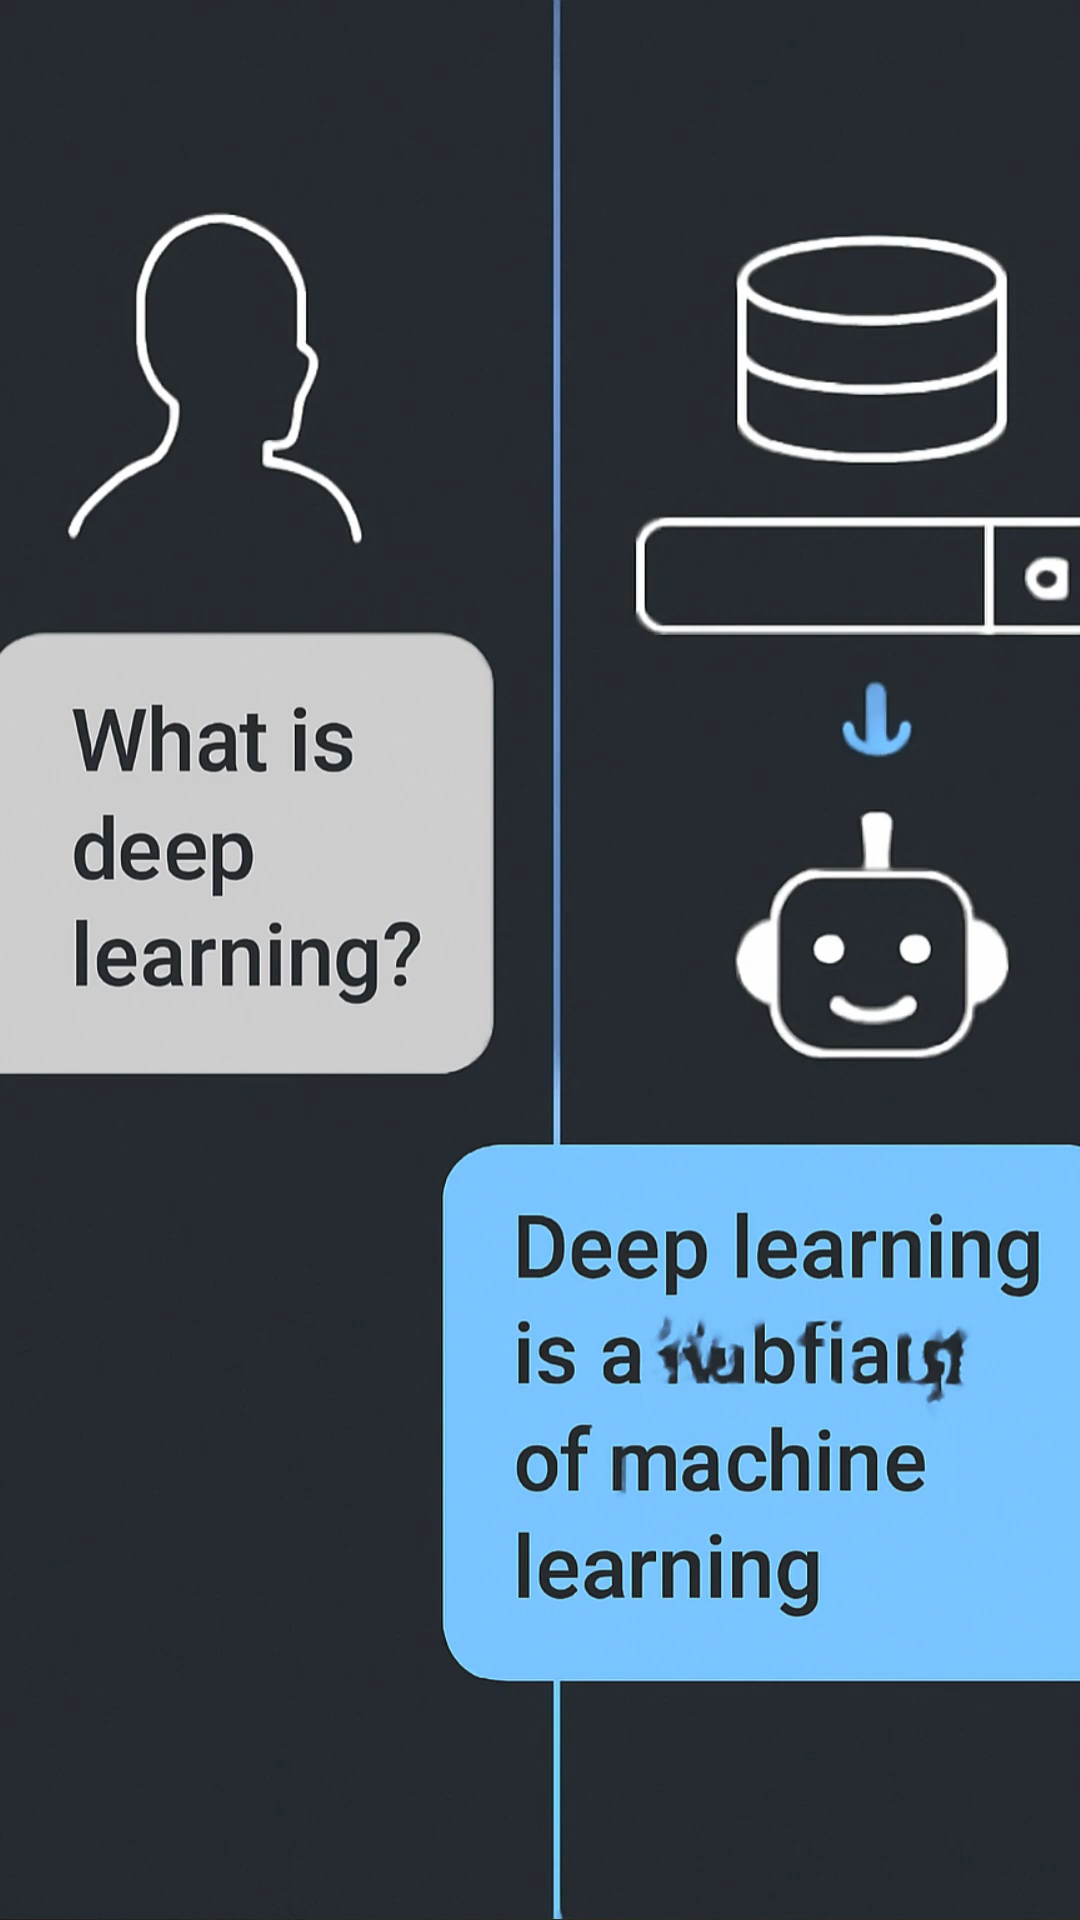 What is
deep
learning?
a
Deep learning
is a
of machine
learning